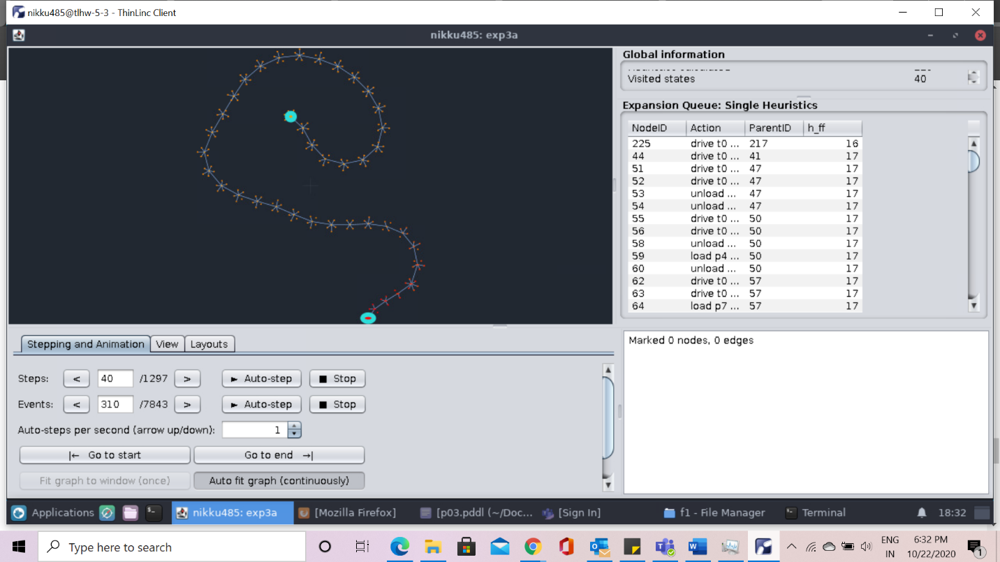 nikku485@tlhw-5-3 - ThinLinc Client
nikku485: exp3a
Global information
Visited states 40
Expansion Queue: Single Heuristics
NodeID Action ParentID h_ff
225 drive t0 ... 217 16
44 drive t0 ... 41 17
51 drive t0 ... 47 17
52 drive t0 ... 47 17
53 unload ... 47 17
54 unload ... 47 17
55 drive t0 ... 50 17
56 drive t0 ... 50 17
58 unload ... 50 17
59 load p4 ... 50 17
60 unload ... 50 17
62 drive t0 ... 57 17
63 drive t0 ... 57 17
64 load p7 ... 57 17
Stepping and Animation View Layouts
Steps: < 40 /1297 > ► Auto-step ■ Stop
Events: < 310 /7843 > ► Auto-step ■ Stop
Auto-steps per second (arrow up/down): 1
|← Go to start Go to end →|
Fit graph to window (once) Auto fit graph (continuously)
Marked 0 nodes, 0 edges
Applications nikku485: exp3a [Mozilla Firefox] [p03.pddl (~/Doc... [Sign In] f1 - File Manager Terminal 18:32
Type here to search
ENG 6:32 PM
IN 10/22/2020 1